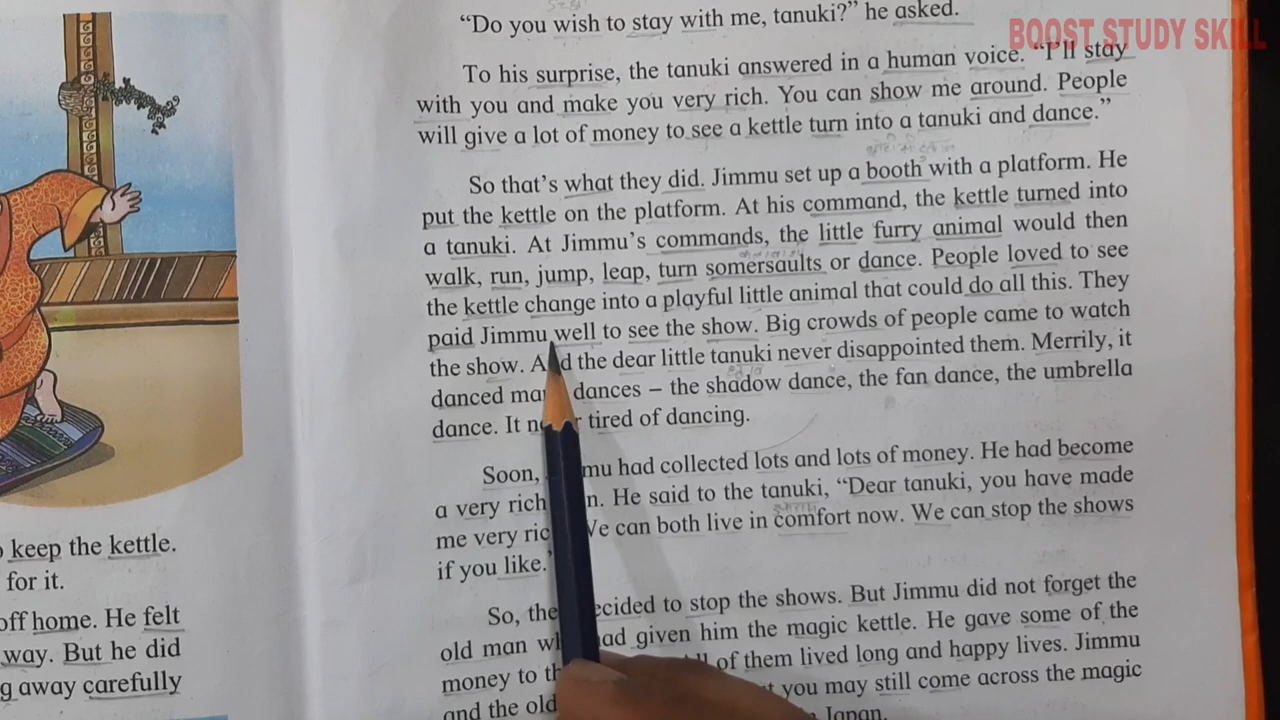 BOOST STUDY SKILL
keep the kettle.
for it.
off home. He felt
way. But he did
g away carefully
“Do you wish to stay with me, tanuki?” he asked.
To his surprise, the tanuki answered in a human voice. “I’ll stay
with you and make you very rich. You can show me around. People
will give a lot of money to see a kettle turn into a tanuki and dance.”
So that’s what they did. Jimmu set up a booth with a platform. He
put the kettle on the platform. At his command, the kettle turned into
a tanuki. At Jimmu’s commands, the little furry animal would then
walk, run, jump, leap, turn somersaults or dance. People loved to see
the kettle change into a playful little animal that could do all this. They
paid Jimmu well to see the show. Big crowds of people came to watch
the show. A d the dear little tanuki never disappointed them. Merrily, it
danced ma dances – the shadow dance, the fan dance, the umbrella
dance. It n r tired of dancing.
Soon, mu had collected lots and lots of money. He had become
a very rich n. He said to the tanuki, “Dear tanuki, you have made
me very ric We can both live in comfort now. We can stop the shows
if you like.”
So, the ecided to stop the shows. But Jimmu did not forget the
old man wh had given him the magic kettle. He gave some of the
money to th ll of them lived long and happy lives. Jimmu
and the old t you may still come across the magic
Japan.